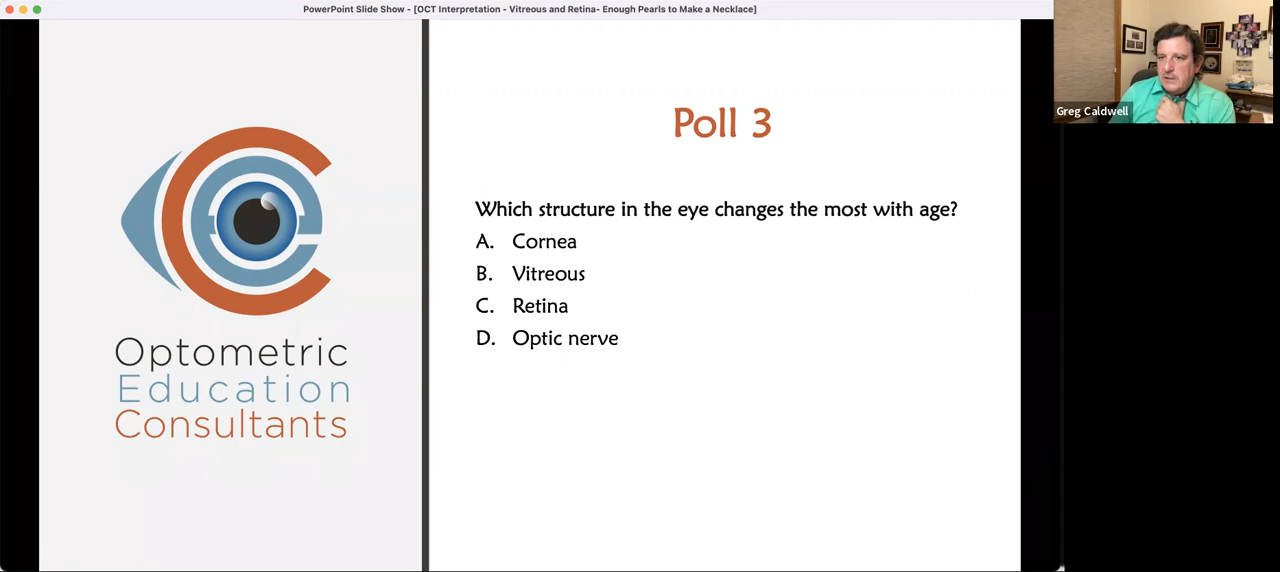 PowerPoint Slide Show - [OCT Interpretation - Vitreous and Retina- Enough Pearls to Make a Necklace]
Greg Caldwell
Optometric
Education
Consultants
Poll 3
Which structure in the eye changes the most with age?
A. Cornea
B. Vitreous
C. Retina
D. Optic nerve